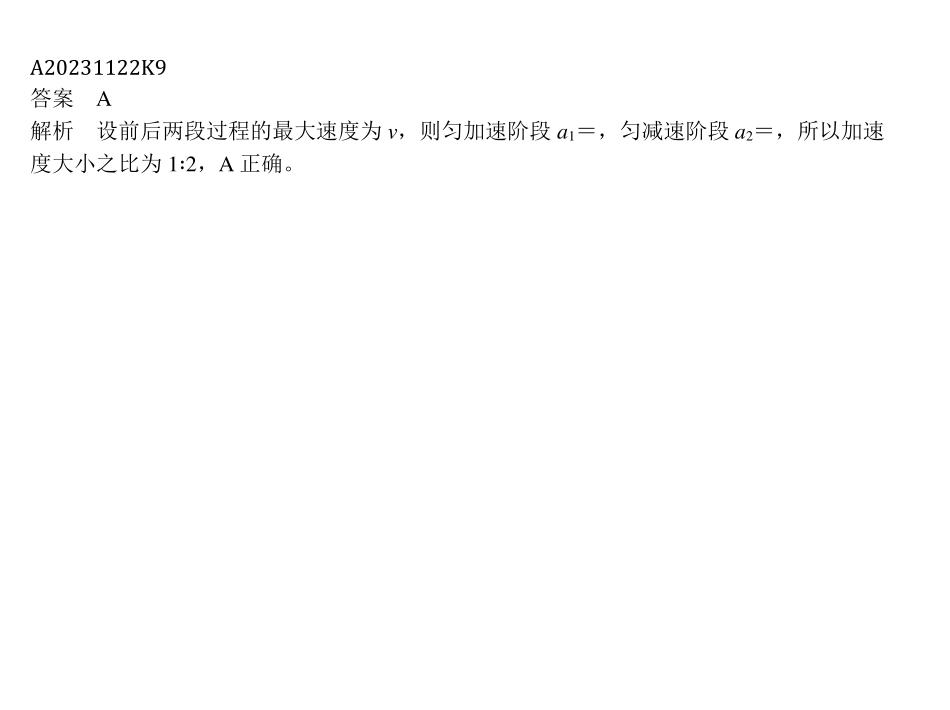 A20231122K9
答案 A
解析 设前后两段过程的最大速度为 v，则匀加速阶段 a₁＝，匀减速阶段 a₂＝，所以加速
度大小之比为 1∶2，A 正确。